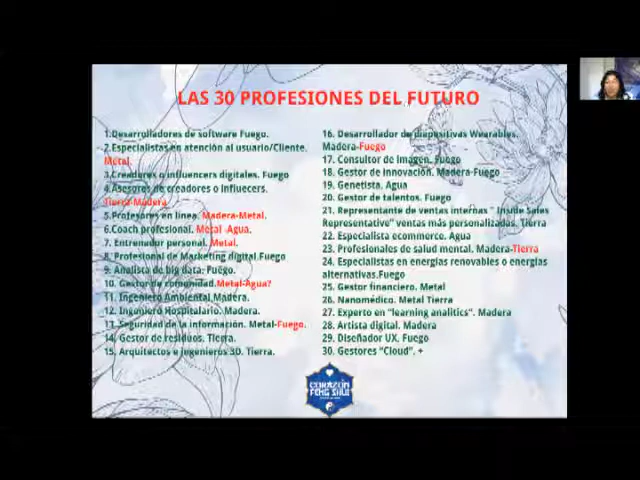 LAS 30 PROFESIONES DEL FUTURO
1.Desarrolladores de software Fuego.
2.Especialistas en atención al usuario/Cliente.
Metal.
3.Creadores o influencers digitales. Fuego
4.Asesores de creadores o influecers.
Tierra-Madera
5.Profesores en línea. Madera-Metal.
6.Coach profesional. Metal -Agua.
7. Entrenador personal. Metal.
8. Profesional de Marketing digital.Fuego
9. Analista de big data. Fuego.
10. Gestor de comunidad.Metal-Agua?
11. Ingeniero Ambiental.Madera.
12. Ingeniero Hospitalario. Madera.
13. Seguridad de la información. Metal-Fuego.
14. Gestor de residuos. Tierra.
15. Arquitectos e Ingenieros 3D. Tierra.
16. Desarrollador de diapositivas Wearables.
Madera-Fuego
17. Consultor de imagen. Fuego
18. Gestor de innovación. Madera-Fuego
19. Genetista. Agua
20. Gestor de talentos. Fuego
21. Representante de ventas internas " Inside Sales
Representative" ventas más personalizadas. Tierra
22. Especialista ecommerce. Agua
23. Profesionales de salud mental. Madera-Tierra
24. Especialistas en energías renovables o energías
alternativas.Fuego
25. Gestor financiero. Metal
26. Nanomédico. Metal Tierra
27. Experto en "learning analitics". Madera
28. Artista digital. Madera
29. Diseñador UX. Fuego
30. Gestores "Cloud". +
CORAZÓN
FENG SHUI